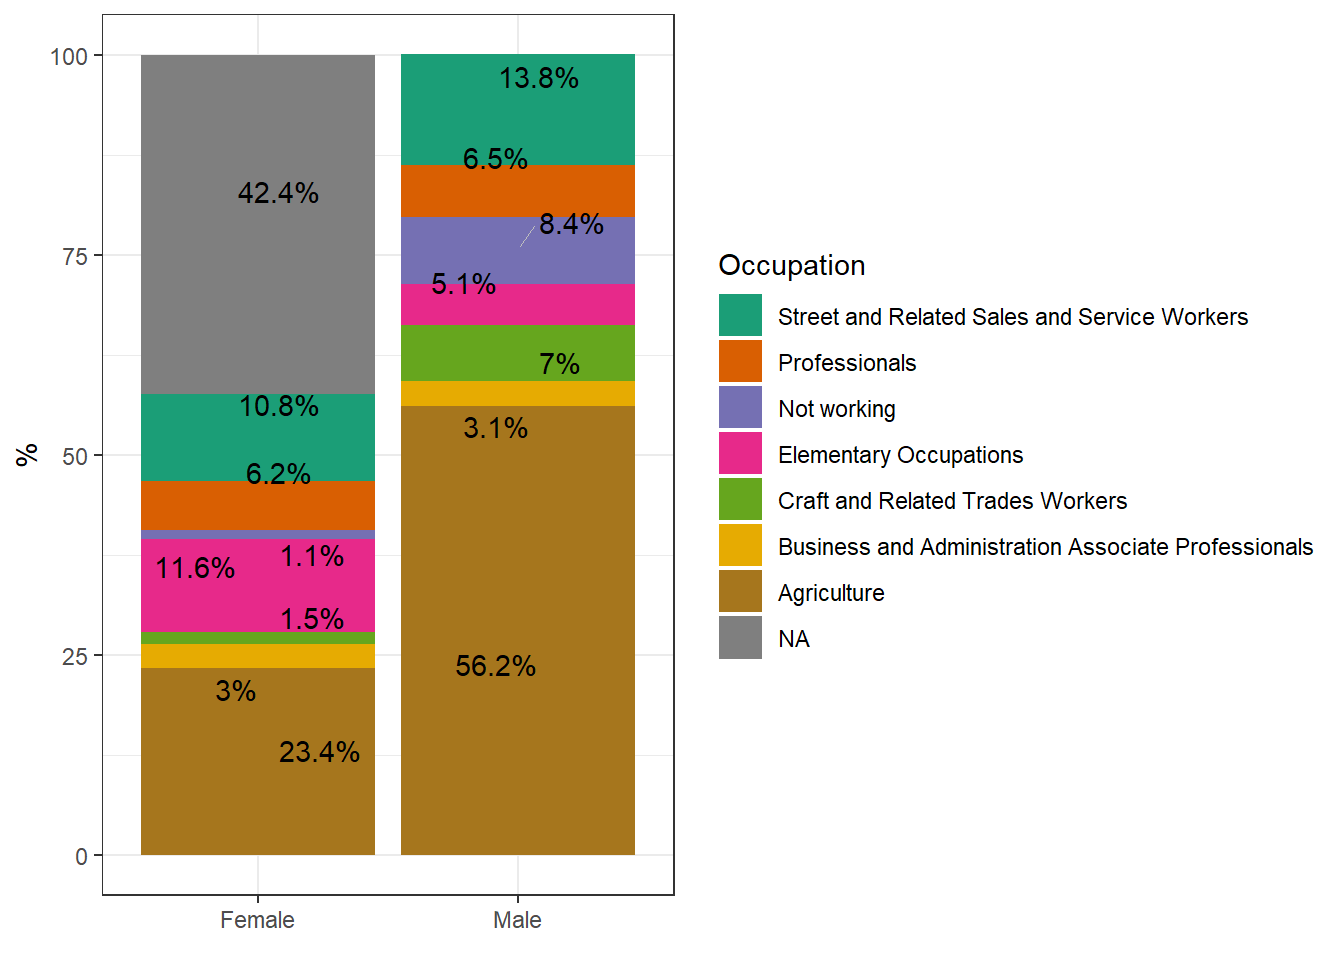 100
75
50
25
0
%
13.8%
6.5%
42.4%
8.4%
5.1%
7%
10.8%
3.1%
6.2%
1.1%
11.6%
1.5%
56.2%
3%
23.4%
Female
Male
Occupation
Street and Related Sales and Service Workers
Professionals
Not working
Elementary Occupations
Craft and Related Trades Workers
Business and Administration Associate Professionals
Agriculture
NA